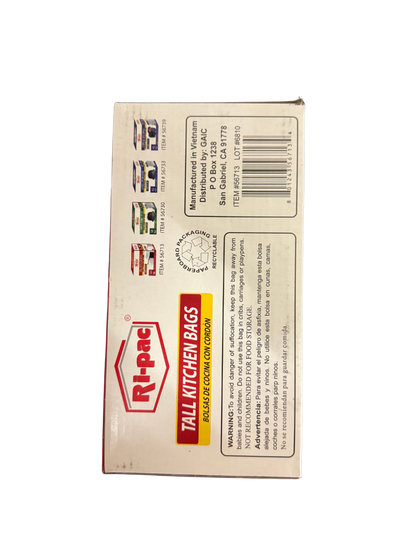 Ri-pac®
TALL KITCHEN BAGS
BOLSAS DE COCINA CON CORDON
PAPERBOARD PACKAGING
RECYCLABLE
ITEM # 56713
ITEM # 56730
ITEM # 56733
ITEM # 56739
WARNING: To avoid danger of suffocation, keep this bag away from
babies and children. Do not use this bag in cribs, carriages or playpens.
NOT RECOMMENDED FOR FOOD STORAGE.
Advertencia: Para evitar el peligro de asfixia, mantenga esta bolsa
alejada de bebes y ninos. No utilice esta bolsa en cunas, camas,
coches o corrales parp ninos.
No se recomiendan para guardar comida.
Manufactured in Vietnam
Distributed by: GAIC
P O Box 1238
San Gabriel, CA 91778
ITEM #56713 LOT #6810